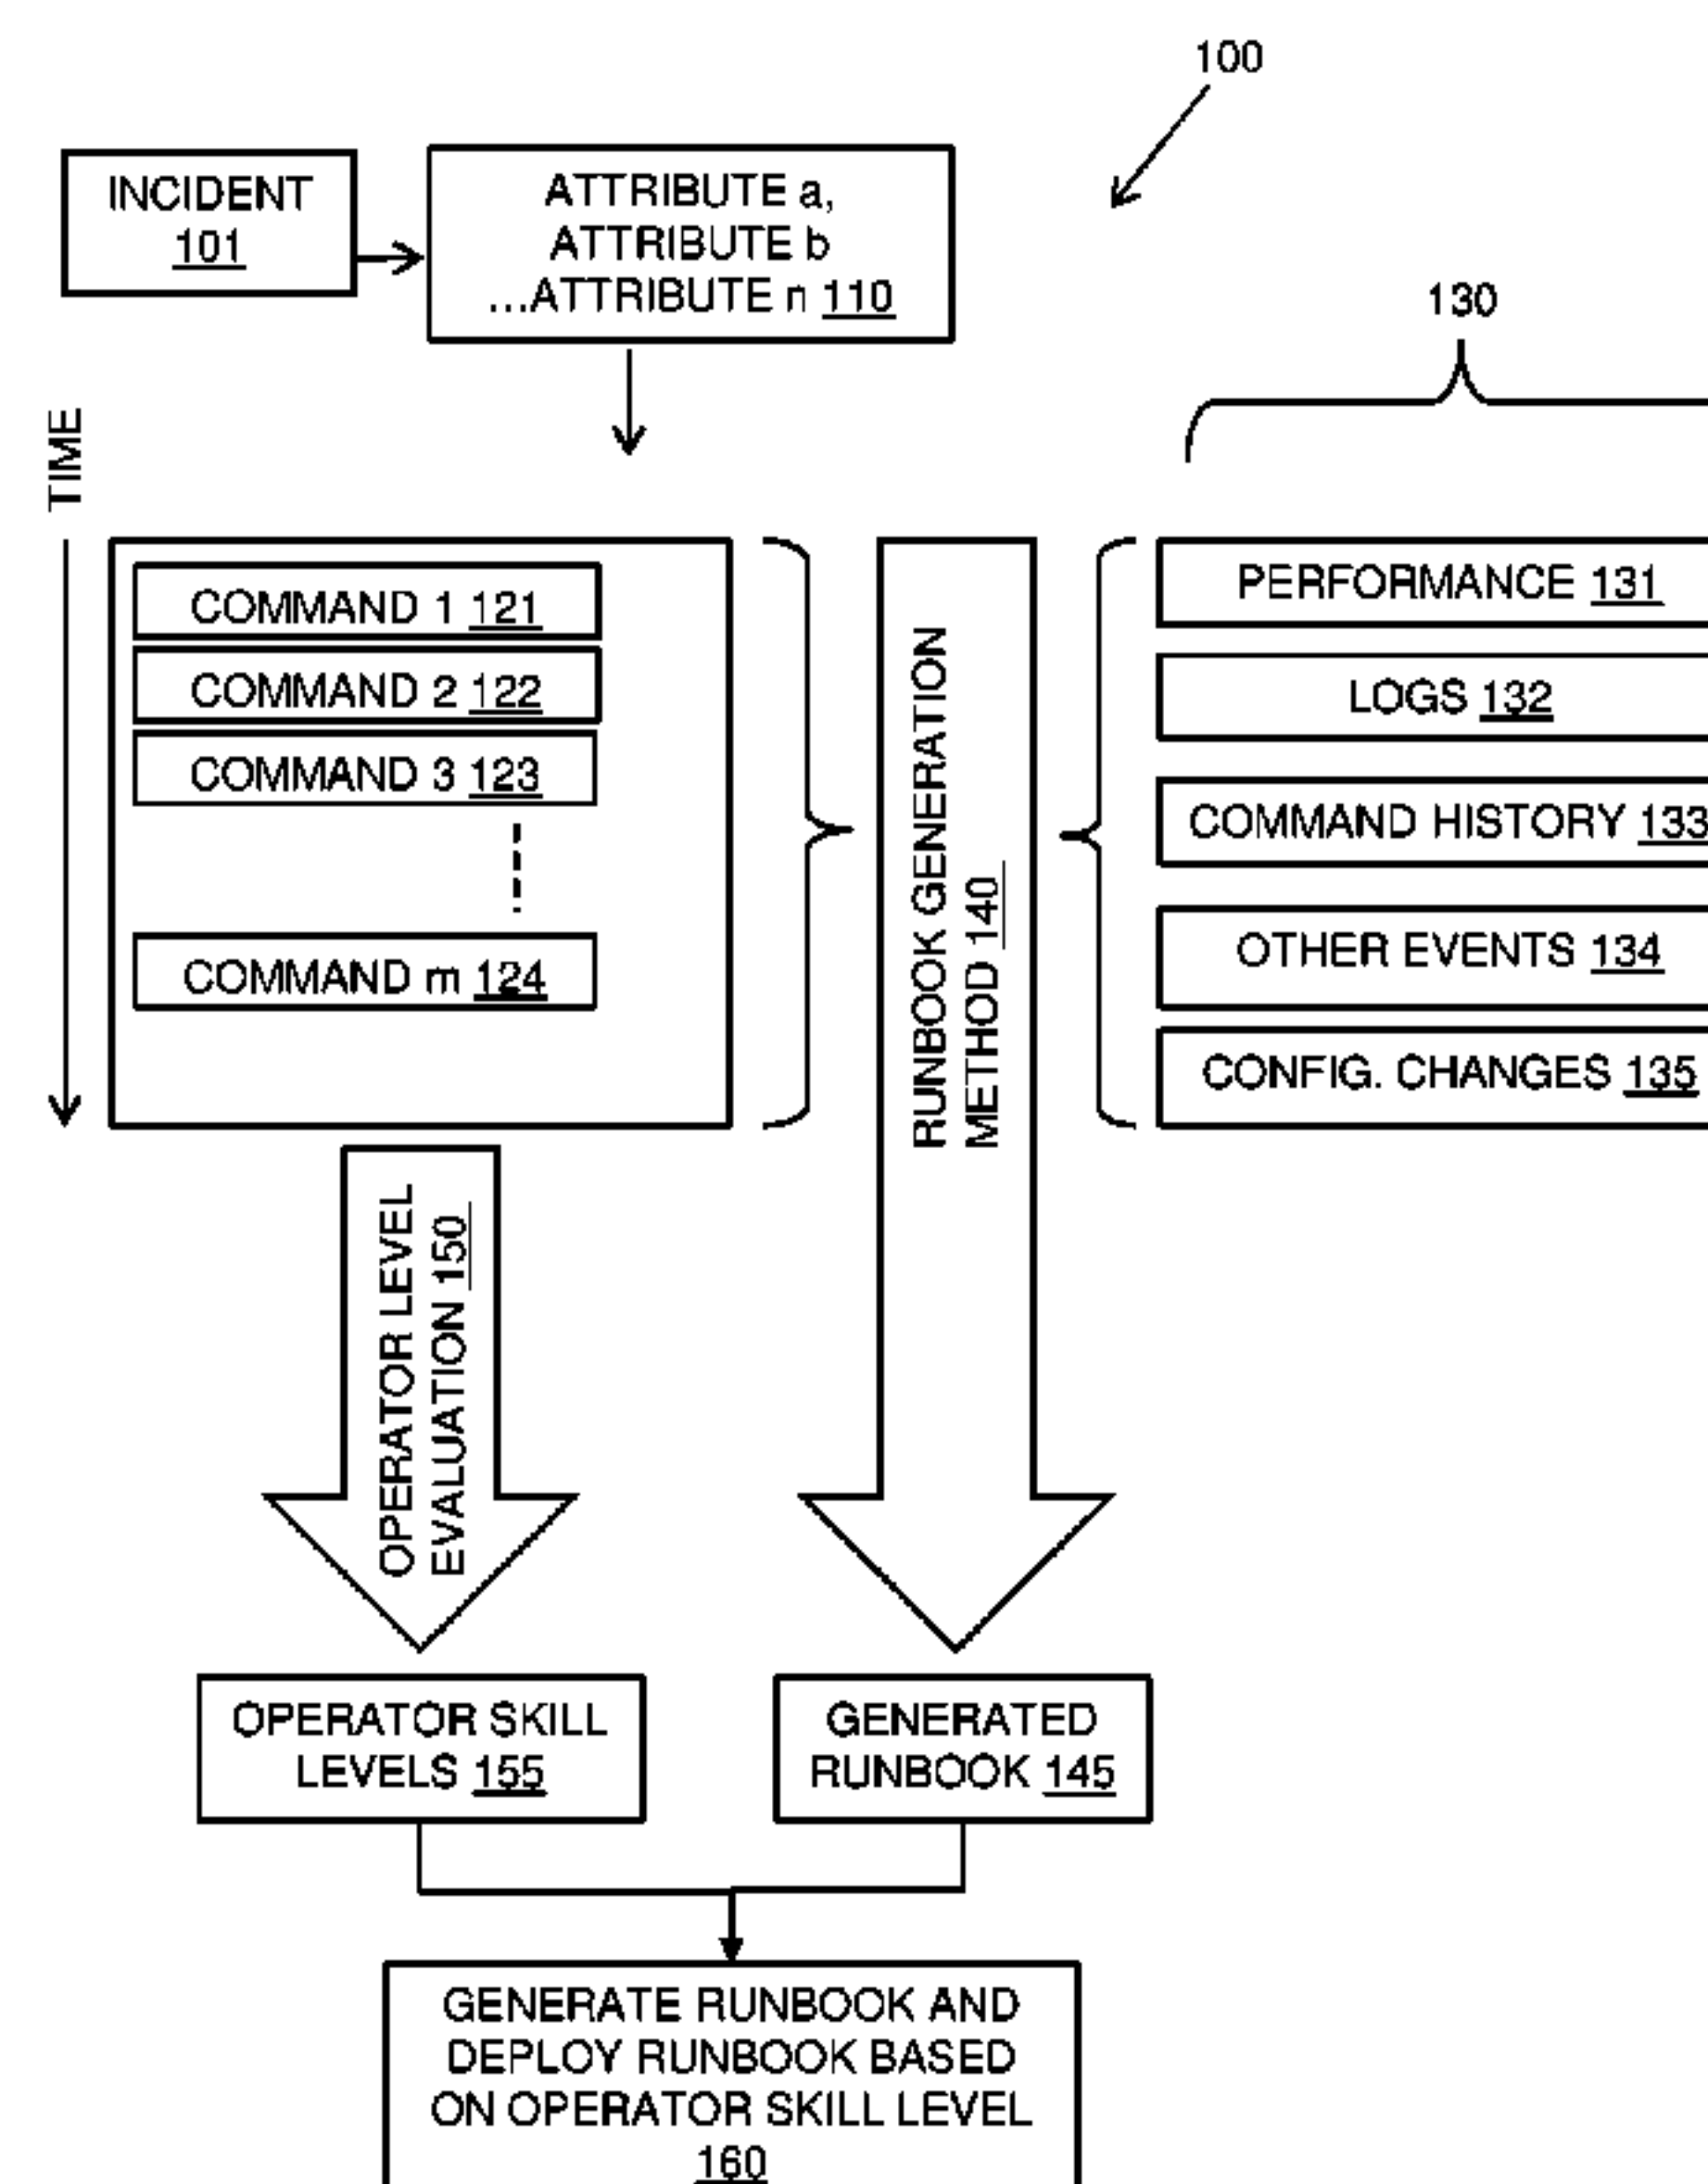 100
INCIDENT
101
ATTRIBUTE a,
ATTRIBUTE b
...ATTRIBUTE n 110
130
TIME
COMMAND 1 121
COMMAND 2 122
COMMAND 3 123
COMMAND m 124
RUNBOOK GENERATION
METHOD 140
PERFORMANCE 131
LOGS 132
COMMAND HISTORY 133
OTHER EVENTS 134
CONFIG. CHANGES 135
OPERATOR LEVEL
EVALUATION 150
OPERATOR SKILL
LEVELS 155
GENERATED
RUNBOOK 145
GENERATE RUNBOOK AND
DEPLOY RUNBOOK BASED
ON OPERATOR SKILL LEVEL
160